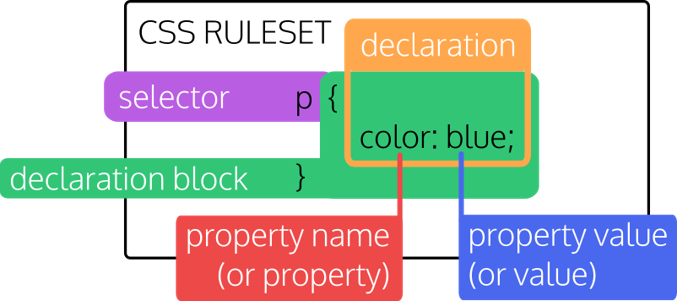 CSS RULESET
declaration
selector
p {
color: blue;
declaration block
}
property name
(or property)
property value
(or value)